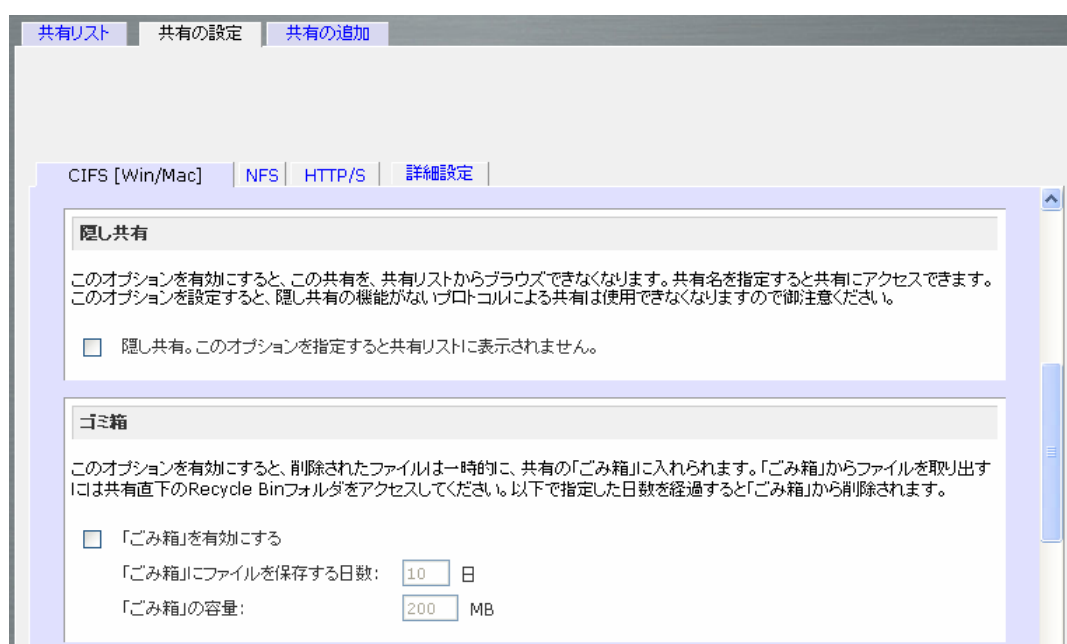 共有リスト 共有の設定 共有の追加
CIFS [Win/Mac] NFS HTTP/S 詳細設定
隠し共有
このオプションを有効にすると、この共有を、共有リストからブラウズできなくなります。共有名を指定すると共有にアクセスできます。
このオプションを設定すると、隠し共有の機能がないプロトコルによる共有は使用できなくなりますので御注意ください。
隠し共有。このオプションを指定すると共有リストに表示されません。
ゴミ箱
このオプションを有効にすると、削除されたファイルは一時的に、共有の「ごみ箱」に入れられます。「ごみ箱」からファイルを取り出す
には共有直下のRecycle Binフォルダをアクセスしてください。以下で指定した日数を経過すると「ごみ箱」から削除されます。
「ごみ箱」を有効にする
「ごみ箱」にファイルを保存する日数: 10 日
「ごみ箱」の容量: 200 MB